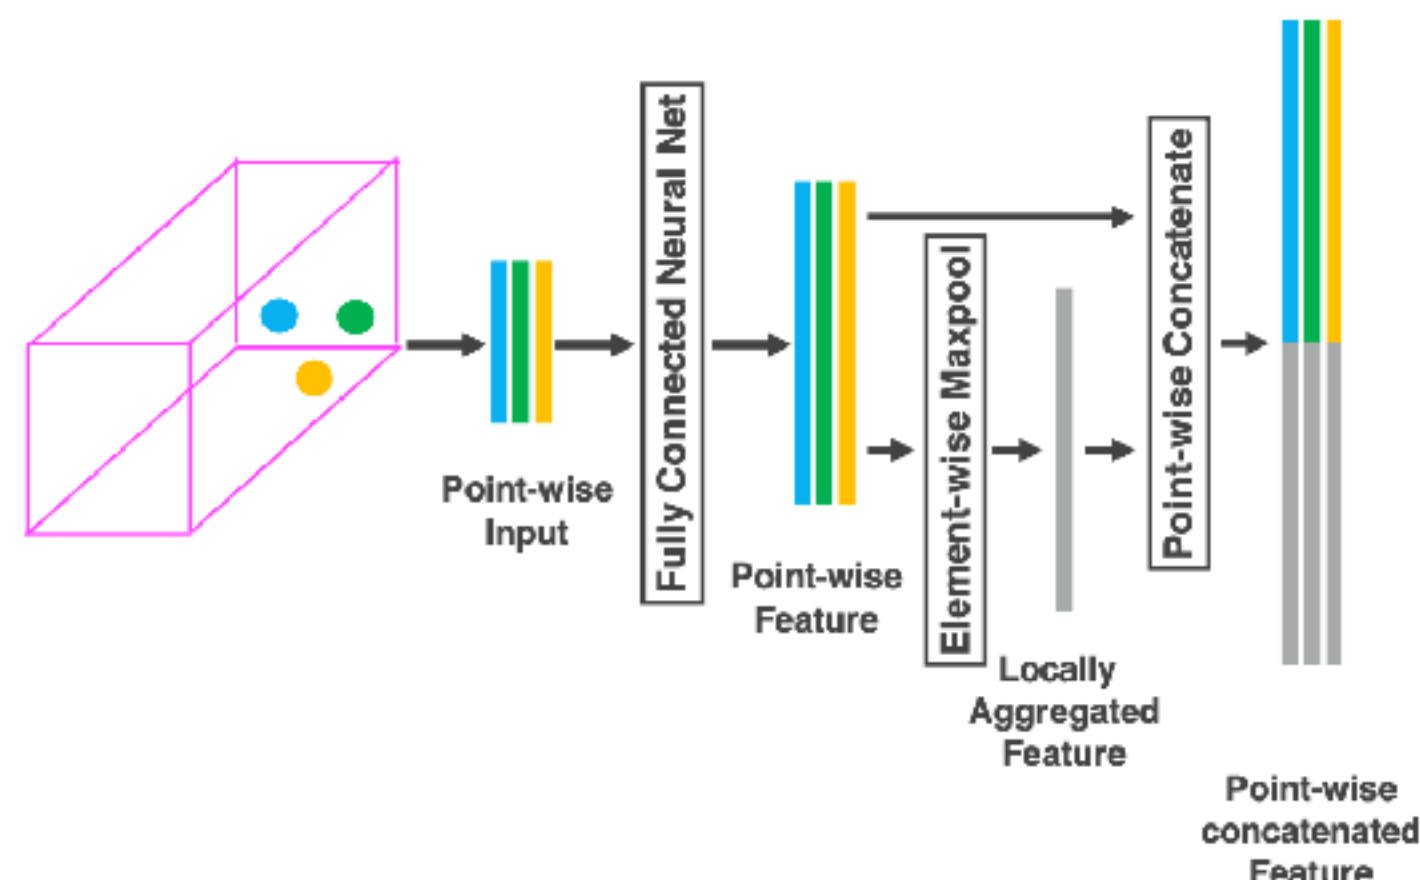 Point-wise
Input
Fully Connected Neural Net
Point-wise
Feature
Element-wise Maxpool
Locally
Aggregated
Feature
Point-wise Concatenate
Point-wise
concatenated
Feature